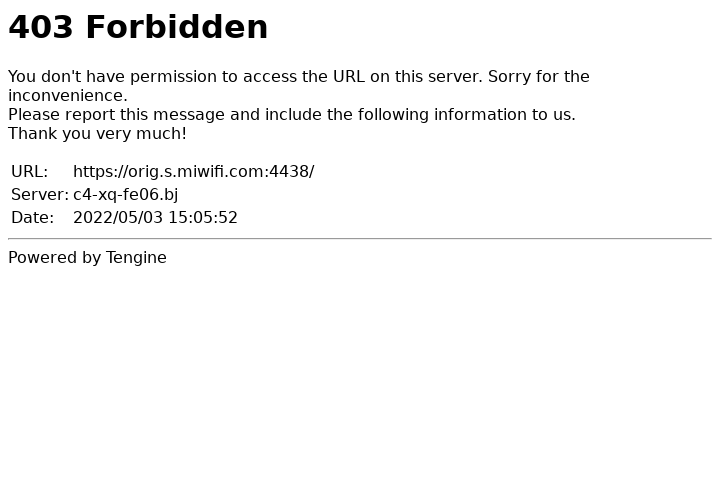 403 Forbidden
You don't have permission to access the URL on this server. Sorry for the
inconvenience.
Please report this message and include the following information to us.
Thank you very much!
URL: https://orig.s.miwifi.com:4438/
Server: c4-xq-fe06.bj
Date: 2022/05/03 15:05:52
Powered by Tengine